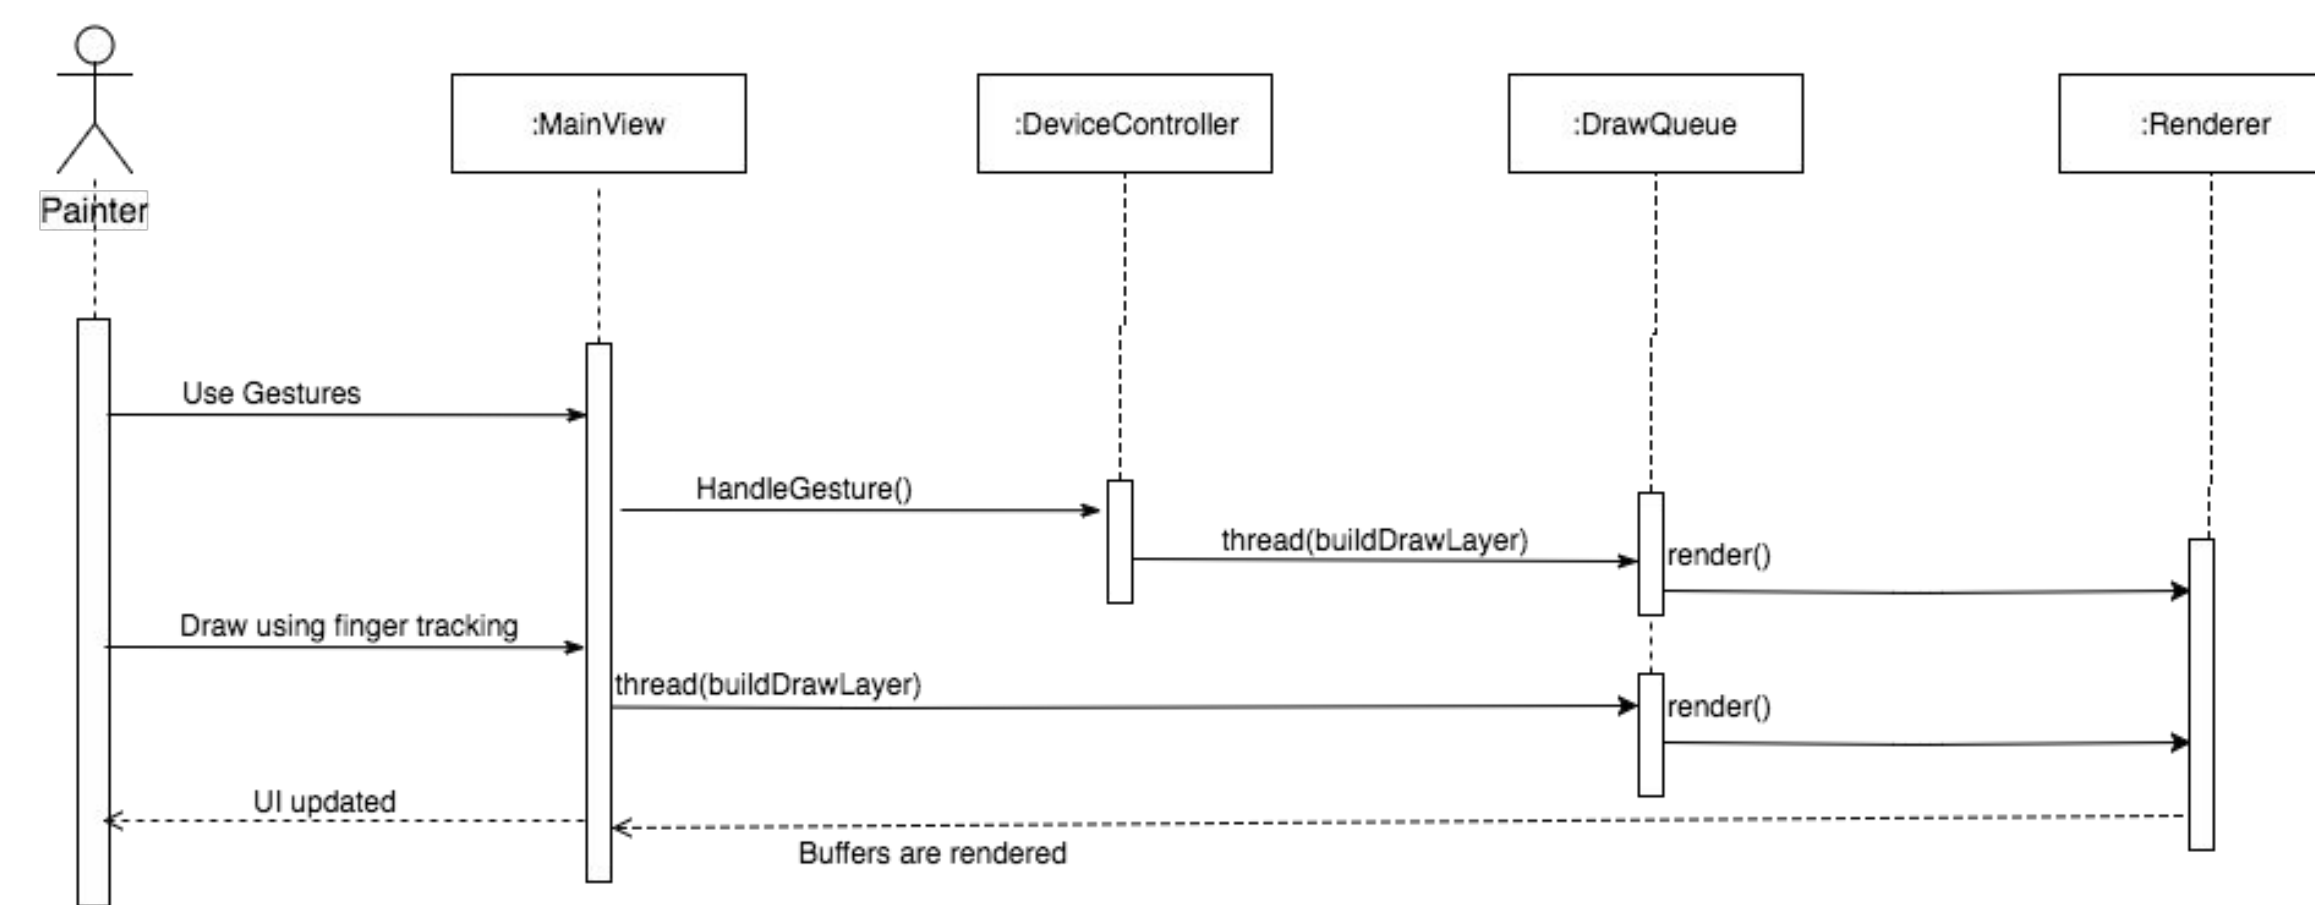 :MainView
:DeviceController
:DrawQueue
:Renderer
Painter
Use Gestures
HandleGesture()
thread(buildDrawLayer)
render()
Draw using finger tracking
thread(buildDrawLayer)
render()
UI updated
Buffers are rendered